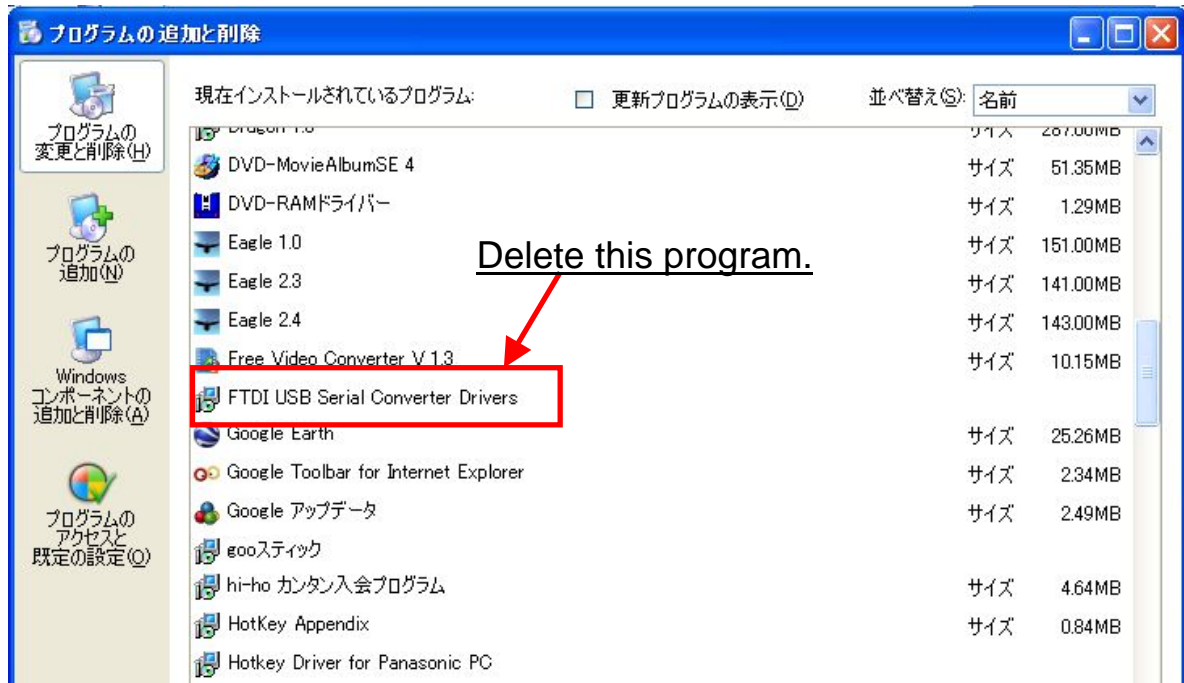 プログラムの追加と削除
プログラムの
変更と削除(H)
プログラムの
追加(N)
Windows
コンポーネントの
追加と削除(A)
プログラムの
アクセスと
既定の設定(O)
現在インストールされているプログラム:
更新プログラムの表示(D)
並べ替え(S): 名前
Dragon 1.0 サイズ 287.00MB
DVD-MovieAlbumSE 4 サイズ 51.35MB
DVD-RAMドライバー サイズ 1.29MB
Eagle 1.0 サイズ 151.00MB
Delete this program.
Eagle 2.3 サイズ 141.00MB
Eagle 2.4 サイズ 143.00MB
Free Video Converter V 1.3 サイズ 10.15MB
FTDI USB Serial Converter Drivers
Google Earth サイズ 25.26MB
Google Toolbar for Internet Explorer サイズ 2.34MB
Google アップデータ サイズ 2.49MB
gooスティック
hi-ho カンタン入会プログラム サイズ 4.64MB
HotKey Appendix サイズ 0.84MB
Hotkey Driver for Panasonic PC